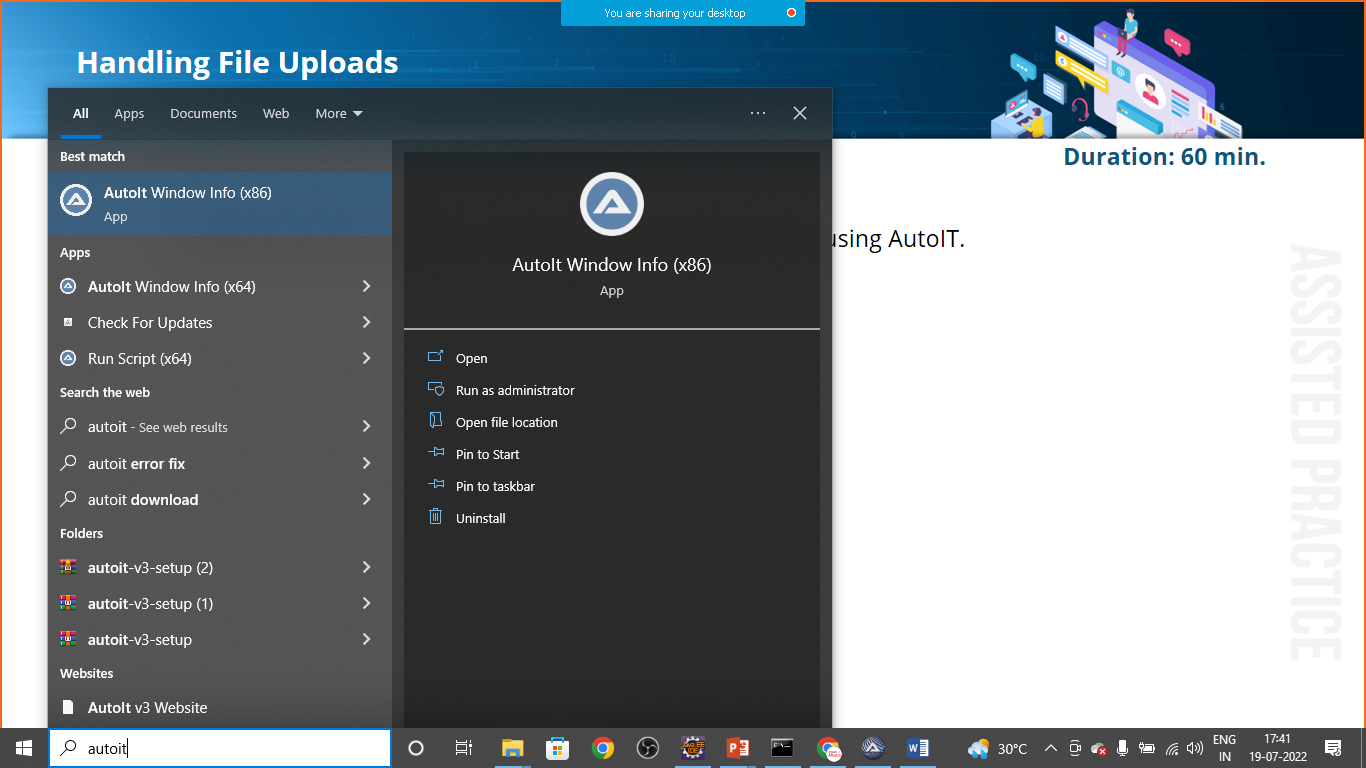 You are sharing your desktop
Handling File Uploads
Duration: 60 min.
using AutoIT.
ASSISTED PRACTICE
All Apps Documents Web More
Best match
AutoIt Window Info (x86)
App
Apps
AutoIt Window Info (x64)
Check For Updates
Run Script (x64)
Search the web
autoit - See web results
autoit error fix
autoit download
Folders
autoit-v3-setup (2)
autoit-v3-setup (1)
autoit-v3-setup
Websites
AutoIt v3 Website
AutoIt Window Info (x86)
App
Open
Run as administrator
Open file location
Pin to Start
Pin to taskbar
Uninstall
autoit
30°C
ENG
IN
17:41
19-07-2022